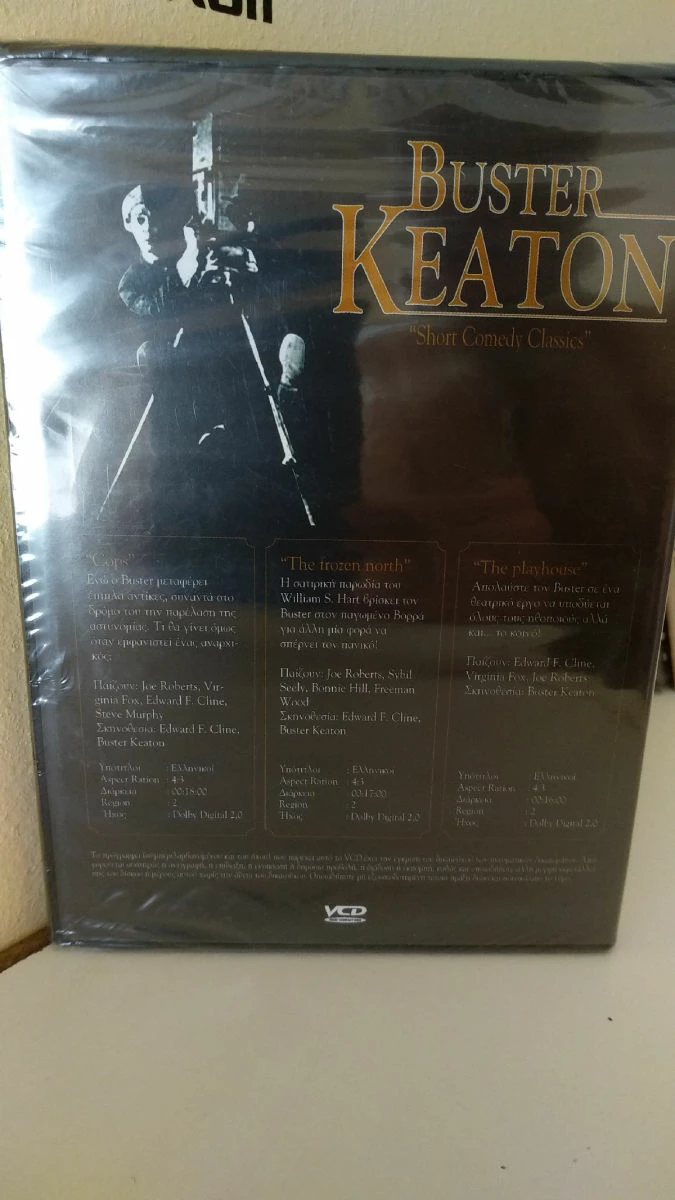 BUSTER
KEATON
“Short Comedy Classics”
“Cops”
Ενώ ο Buster μεταφέρει
έπιπλα αντίκες, συναντά στο
δρόμο του την παρέλαση της
αστυνομίας. Τι θα γίνει όμως
όταν εμφανιστεί ένας αναρχι-
κός;
Παίζουν: Joe Roberts, Vir-
ginia Fox, Edward F. Cline,
Steve Murphy
Σκηνοθεσία: Edward F. Cline,
Buster Keaton
Υπότιτλοι : Ελληνικοί
Aspect Ration : 4:3
Διάρκεια : 00:18:00
Region : 2
Ήχος : Dolby Digital 2,0
“The frozen north”
Η σατιρική παρωδία του
William S. Hart βρίσκει τον
Buster στον παγωμένο Βορρά
για άλλη μία φορά να
σπέρνει τον πανικό!
Παίζουν: Joe Roberts, Sybil
Seely, Bonnie Hill, Freeman
Wood
Σκηνοθεσία: Edward F. Cline,
Buster Keaton
Υπότιτλοι : Ελληνικοί
Aspect Ration : 4:3
Διάρκεια : 00:17:00
Region : 2
Ήχος : Dolby Digital 2,0
“The playhouse”
Απολαύστε τον Buster σε ένα
θεατρικό έργο να υποδύεται
όλους τους ηθοποιούς αλλά
και... το κοινό!
Παίζουν: Edward F. Cline,
Virginia Fox, Joe Roberts
Σκηνοθεσία: Buster Keaton
Υπότιτλοι : Ελληνικοί
Aspect Ration : 4:3
Διάρκεια : 00:16:00
Region : 2
Ήχος : Dolby Digital 2,0
VCD